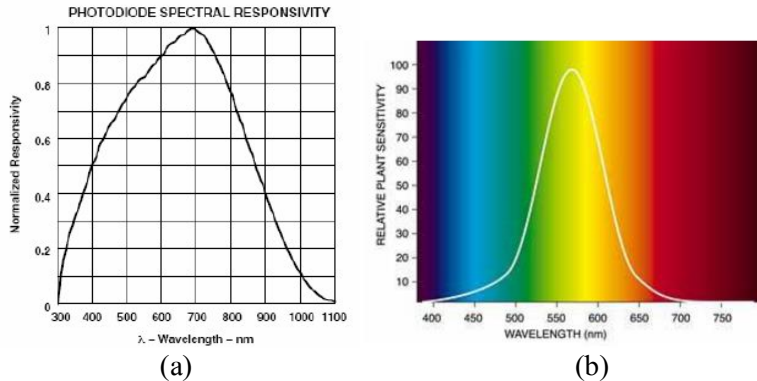 PHOTODIODE SPECTRAL RESPONSIVITY
1
0.8
0.6
0.4
0.2
0
Normalized Responsivity
300 400 500 600 700 800 900 1000 1100
λ – Wavelength – nm
(a)
100
90
80
70
60
50
40
30
20
10
RELATIVE PLANT SENSITIVITY
400 450 500 550 600 650 700 750
WAVELENGTH (nm)
(b)